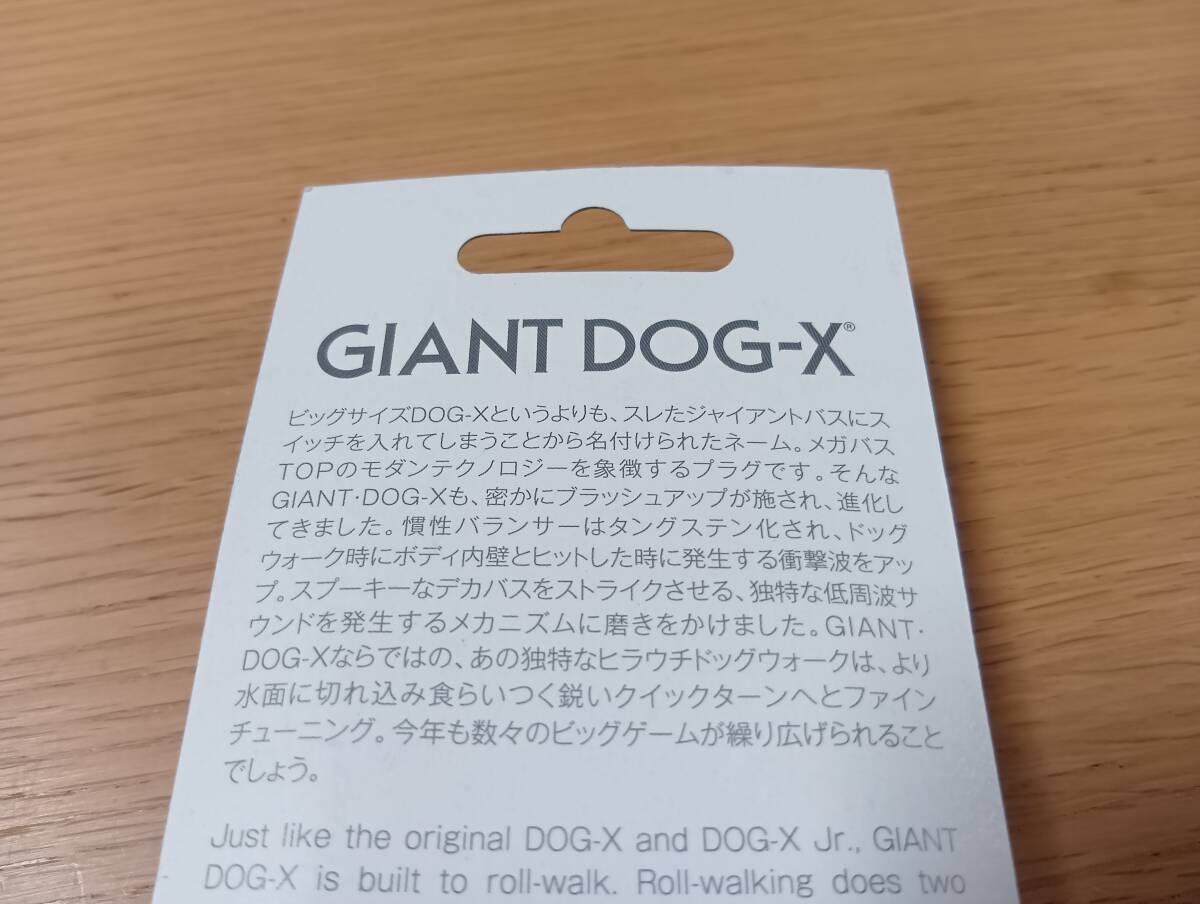 GIANT DOG-X®
ビッグサイズDOG-Xというよりも、スレたジャイアントバスにス
イッチを入れてしまうことから名付けられたネーム。メガバス
TOPのモダンテクノロジーを象徴するプラグです。そんな
GIANT・DOG-Xも、密かにブラッシュアップが施され、進化し
てきました。慣性バランサーはタングステン化され、ドッグ
ウォーク時にボディ内壁とヒットした時に発生する衝撃波をアッ
プ。スプーキーなデカバスをストライクさせる、独特な低周波サ
ウンドを発生するメカニズムに磨きをかけました。GIANT・
DOG-Xならではの、あの独特なヒラウチドッグウォークは、より
水面に切れ込み食らいつく鋭いクイックターンへとファイン
チューニング。今年も数々のビッグゲームが繰り広げられること
でしょう。
Just like the original DOG-X and DOG-X Jr., GIANT
DOG-X is built to roll-walk. Roll-walking does two